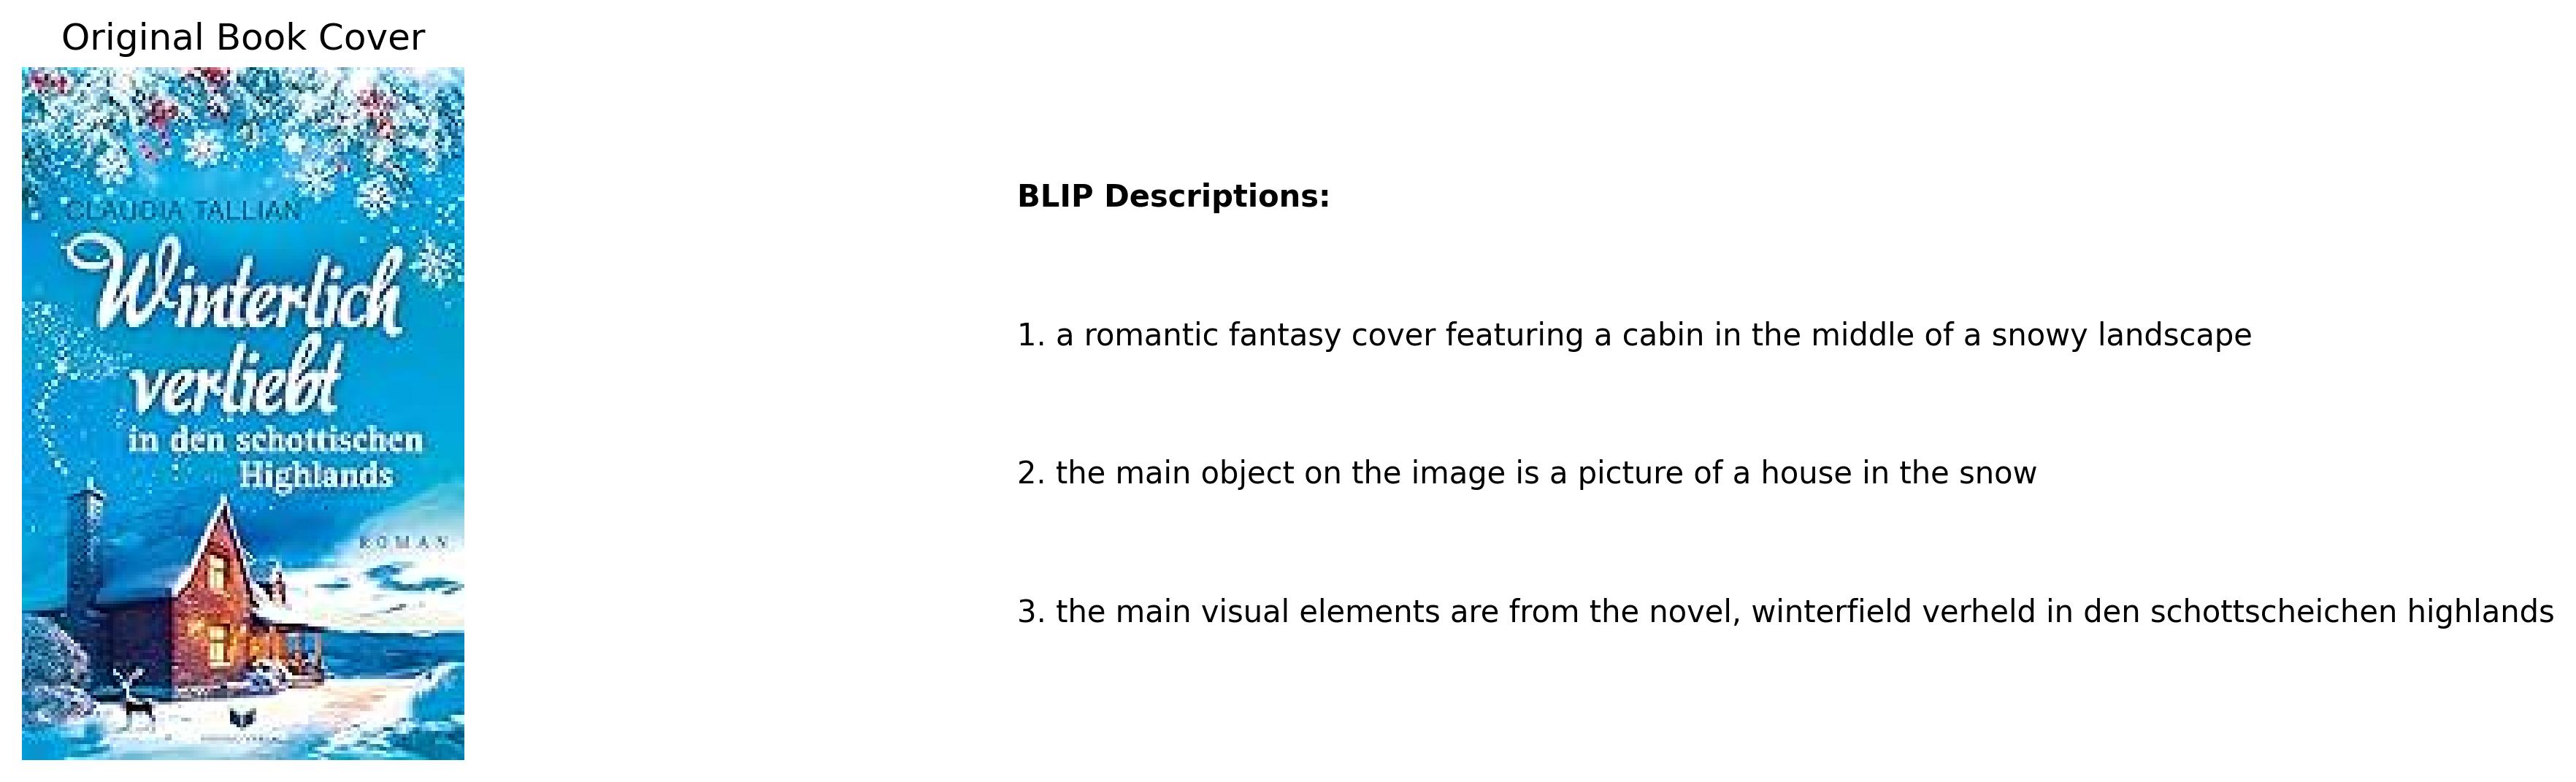 Original Book Cover
CLAUDIA TALLIAN
Winterlich
verliebt
in den schottischen
Highlands
ROMAN
BLIP Descriptions:
1. a romantic fantasy cover featuring a cabin in the middle of a snowy landscape
2. the main object on the image is a picture of a house in the snow
3. the main visual elements are from the novel, winterfield verheld in den schottscheichen highlands